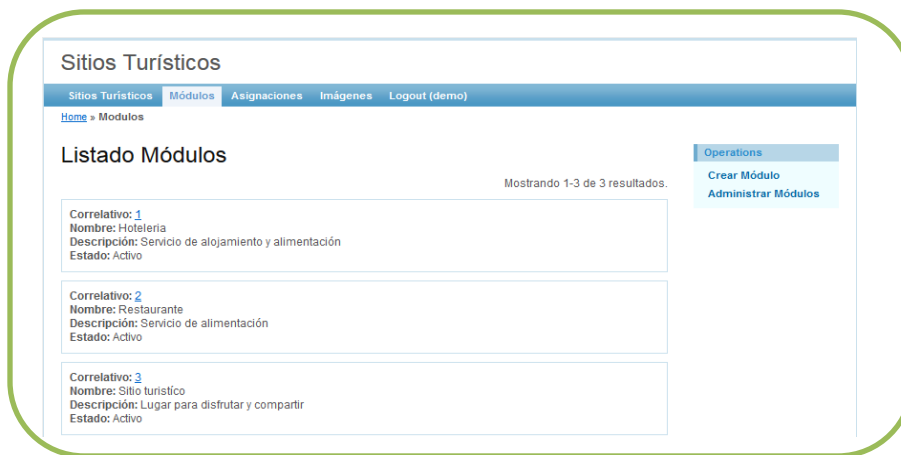 Sitios Turísticos
Sitios Turísticos Módulos Asignaciones Imágenes Logout (demo)
Home » Modulos
Listado Módulos
Mostrando 1-3 de 3 resultados.
Correlativo: 1
Nombre: Hoteleria
Descripción: Servicio de alojamiento y alimentación
Estado: Activo
Correlativo: 2
Nombre: Restaurante
Descripción: Servicio de alimentación
Estado: Activo
Correlativo: 3
Nombre: Sitio turistíco
Descripción: Lugar para disfrutar y compartir
Estado: Activo
Operations
Crear Módulo
Administrar Módulos